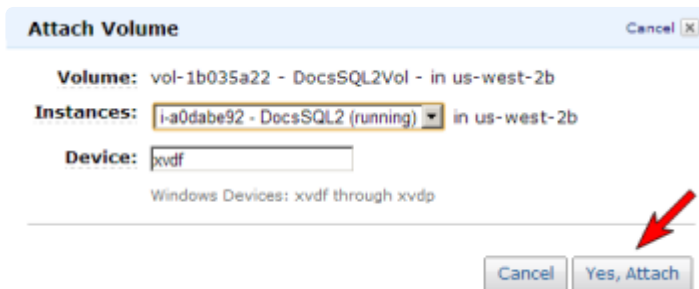 Attach Volume Cancel X
Volume: vol-1b035a22 - DocsSQL2Vol - in us-west-2b
Instances: i-a0dabe92 - DocsSQL2 (running) in us-west-2b
Device: xvdf
Windows Devices: xvdf through xvdp
Cancel Yes, Attach